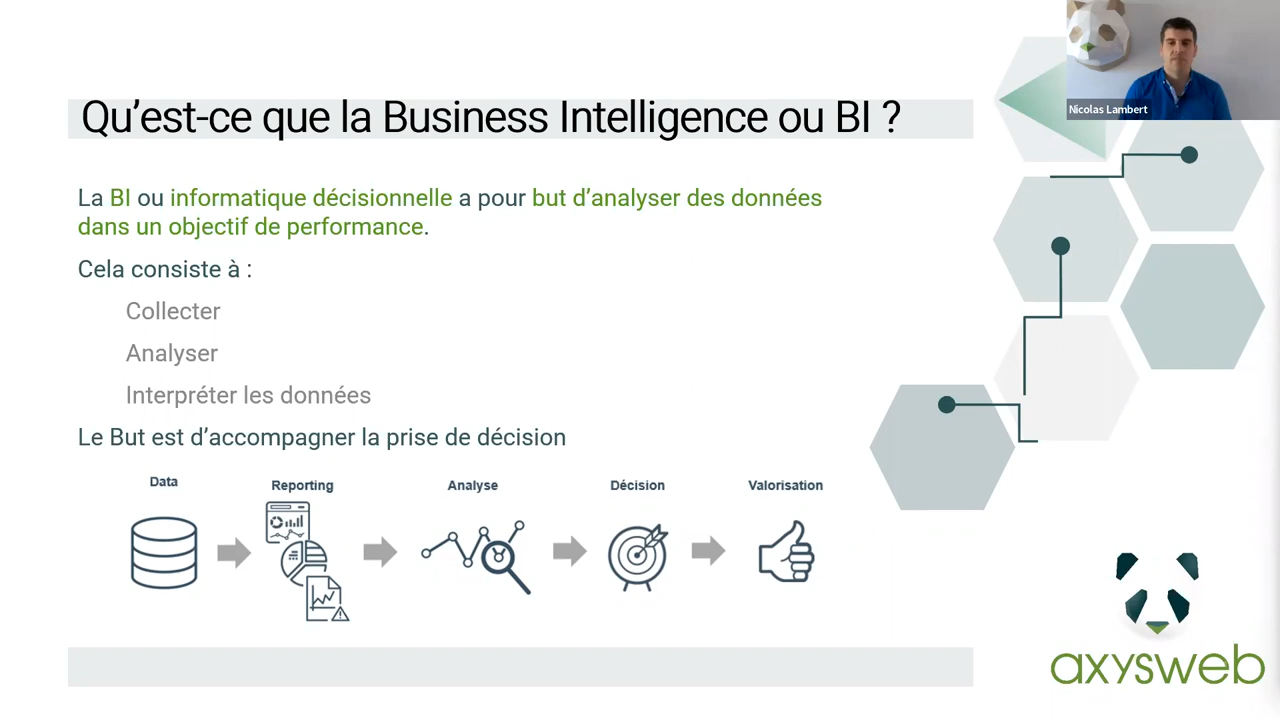 Nicolas Lambert
Qu’est-ce que la Business Intelligence ou BI ?
La BI ou informatique décisionnelle a pour but d’analyser des données
dans un objectif de performance.
Cela consiste à :
Collecter
Analyser
Interpréter les données
Le But est d’accompagner la prise de décision
Data
Reporting
Analyse
Décision
Valorisation
axysweb